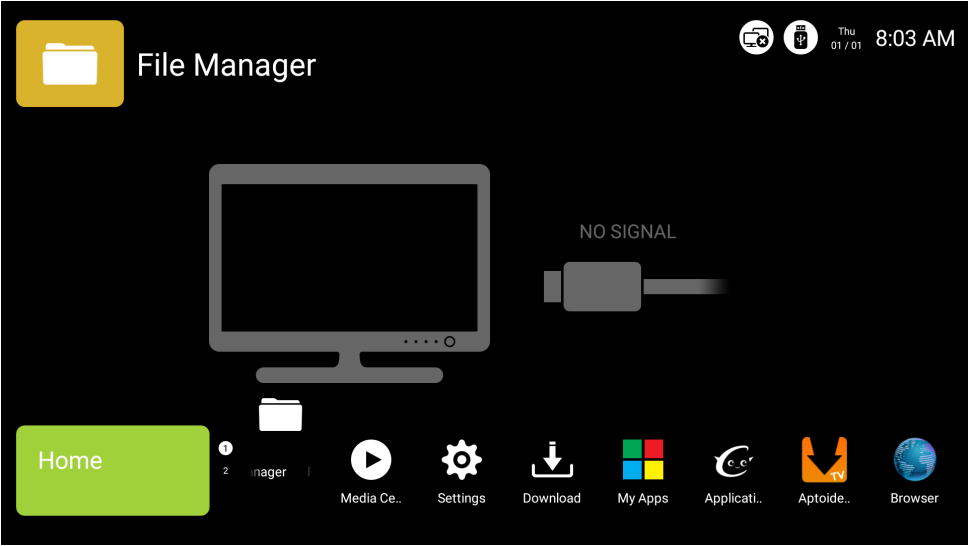 File Manager
Thu
01 / 01
8:03 AM
NO SIGNAL
Home
1
2
nager
Media Ce..
Settings
Download
My Apps
Applicati..
TV
Aptoide..
Browser